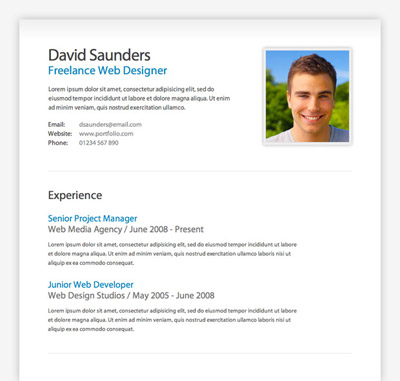 David Saunders
Freelance Web Designer
Lorem ipsum dolor sit amet, consectetur adipisicing elit, sed do
eiusmod tempor incididunt ut labore et dolore magna aliqua. Ut enim
ad minim veniam, quis nostrud exercitation ullamco.
Email: dsaunders@email.com
Website: www.portfolio.com
Phone: 01234 567 890
Experience
Senior Project Manager
Web Media Agency / June 2008 - Present
Lorem ipsum dolor sit amet, consectetur adipisicing elit, sed do eiusmod tempor incididunt ut labore
et dolore magna aliqua. Ut enim ad minim veniam, quis nostrud exercitation ullamco laboris nisi ut
aliquip ex ea commodo consequat.
Junior Web Developer
Web Design Studios / May 2005 - June 2008
Lorem ipsum dolor sit amet, consectetur adipisicing elit, sed do eiusmod tempor incididunt ut labore
et dolore magna aliqua. Ut enim ad minim veniam, quis nostrud exercitation ullamco laboris nisi ut
aliquip ex ea commodo consequat.